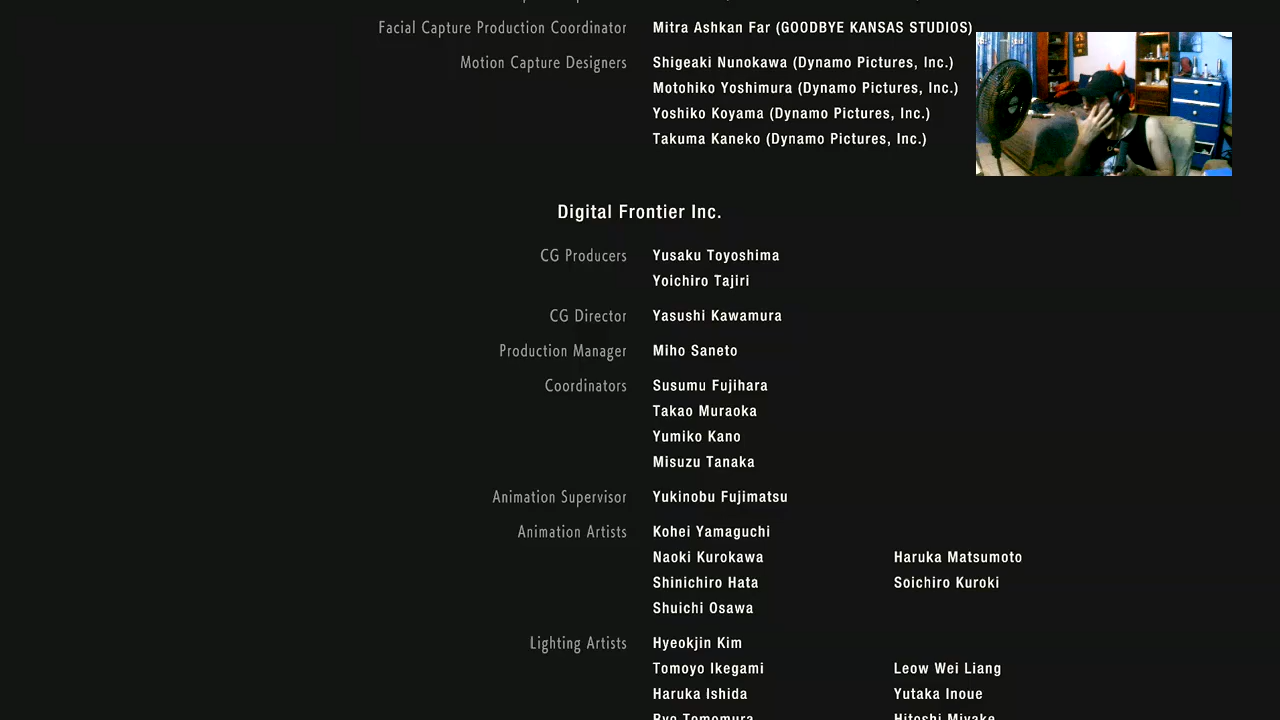 Facial Capture Production Coordinator Mitra Ashkan Far (GOODBYE KANSAS STUDIOS)
Motion Capture Designers Shigeaki Nunokawa (Dynamo Pictures, Inc.)
Motohiko Yoshimura (Dynamo Pictures, Inc.)
Yoshiko Koyama (Dynamo Pictures, Inc.)
Takuma Kaneko (Dynamo Pictures, Inc.)
Digital Frontier Inc.
CG Producers Yusaku Toyoshima
Yoichiro Tajiri
CG Director Yasushi Kawamura
Production Manager Miho Saneto
Coordinators Susumu Fujihara
Takao Muraoka
Yumiko Kano
Misuzu Tanaka
Animation Supervisor Yukinobu Fujimatsu
Animation Artists Kohei Yamaguchi
Naoki Kurokawa Haruka Matsumoto
Shinichiro Hata Soichiro Kuroki
Shuichi Osawa
Lighting Artists Hyeokjin Kim
Tomoyo Ikegami Leow Wei Liang
Haruka Ishida Yutaka Inoue
Ryo Tomomura Hitoshi Miyake